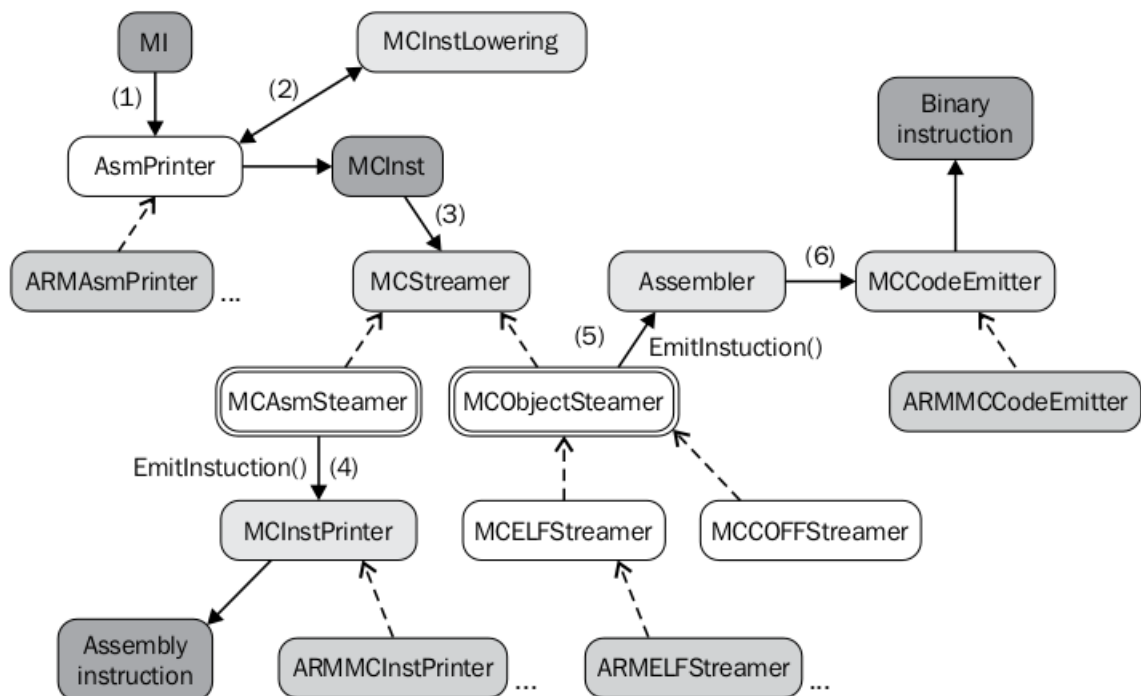 MI
MCInstLowering
(1)
(2)
Binary
instruction
AsmPrinter
MCInst
(3)
ARMAsmPrinter
...
MCStreamer
Assembler
(6)
MCCodeEmitter
(5)
EmitInstuction()
MCAsmSteamer
MCObjectSteamer
ARMMCCodeEmitter
EmitInstuction()
(4)
MCInstPrinter
MCELFStreamer
MCCOFFStreamer
Assembly
instruction
ARMMCInstPrinter
...
ARMELFStreamer
...